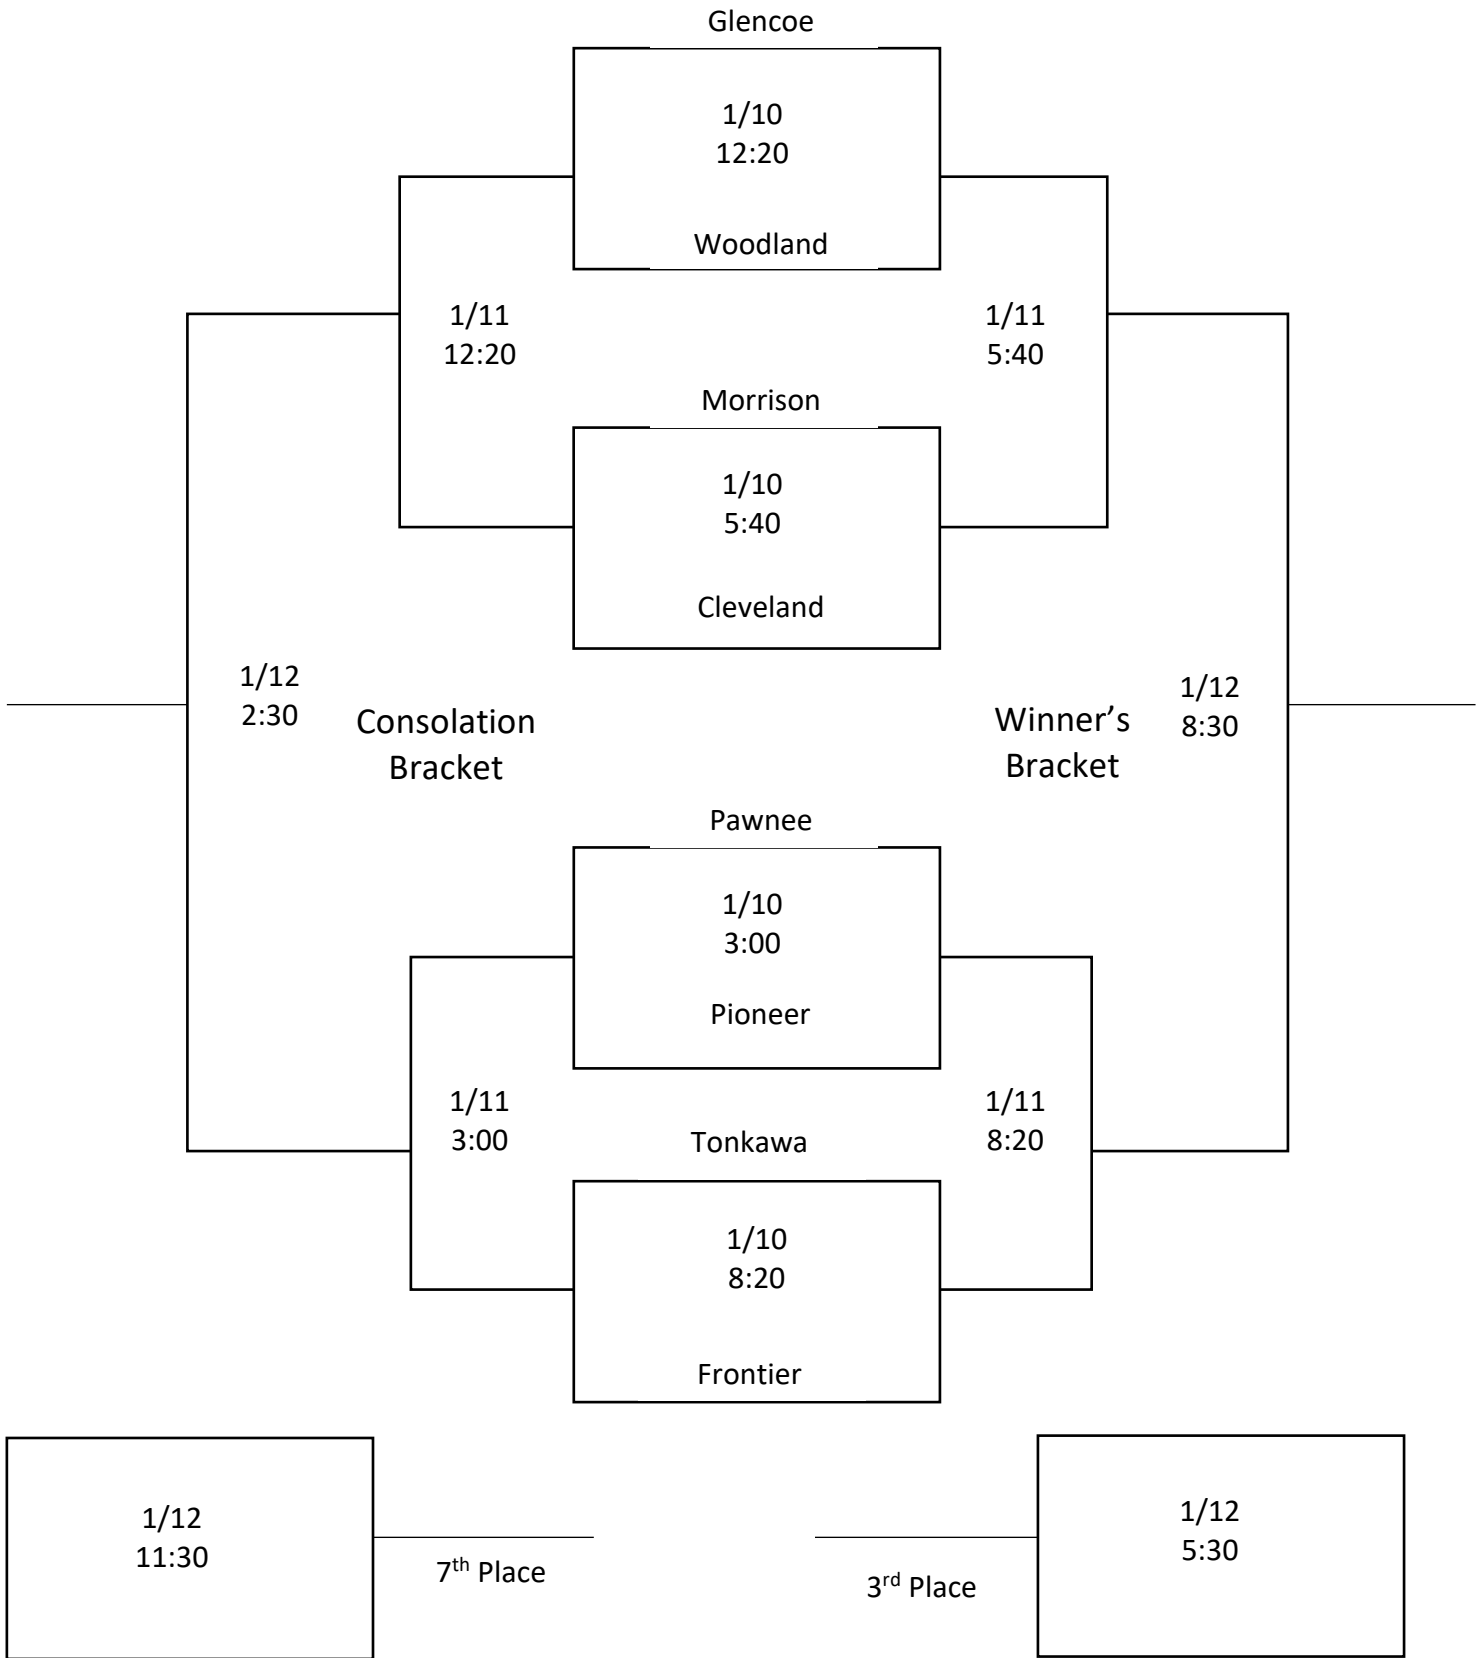 Glencoe
1/10
12:20
Woodland
1/11
12:20
1/11
5:40
Morrison
1/10
5:40
Cleveland
1/12
2:30
Consolation
Bracket
Winner’s
Bracket
1/12
8:30
Pawnee
1/10
3:00
Pioneer
1/11
3:00
Tonkawa
1/11
8:20
1/10
8:20
Frontier
1/12
11:30
7th Place
3rd Place
1/12
5:30